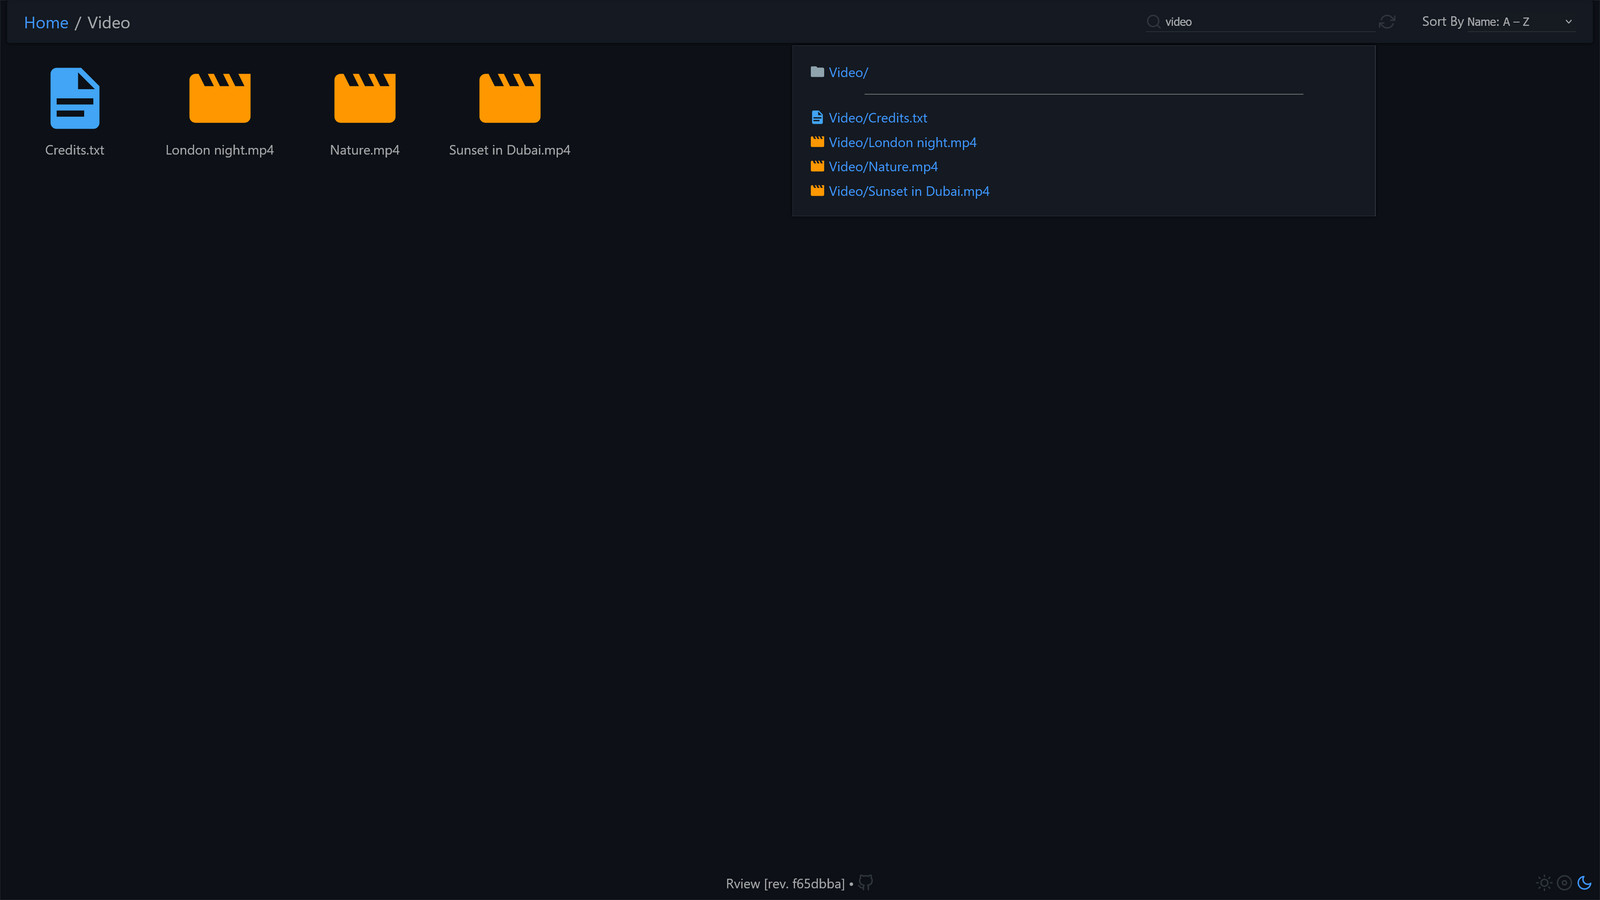 Home / Video
video
Sort By Name: A – Z
Credits.txt
London night.mp4
Nature.mp4
Sunset in Dubai.mp4
Video/
Video/Credits.txt
Video/London night.mp4
Video/Nature.mp4
Video/Sunset in Dubai.mp4
Rview [rev. f65dbba] •